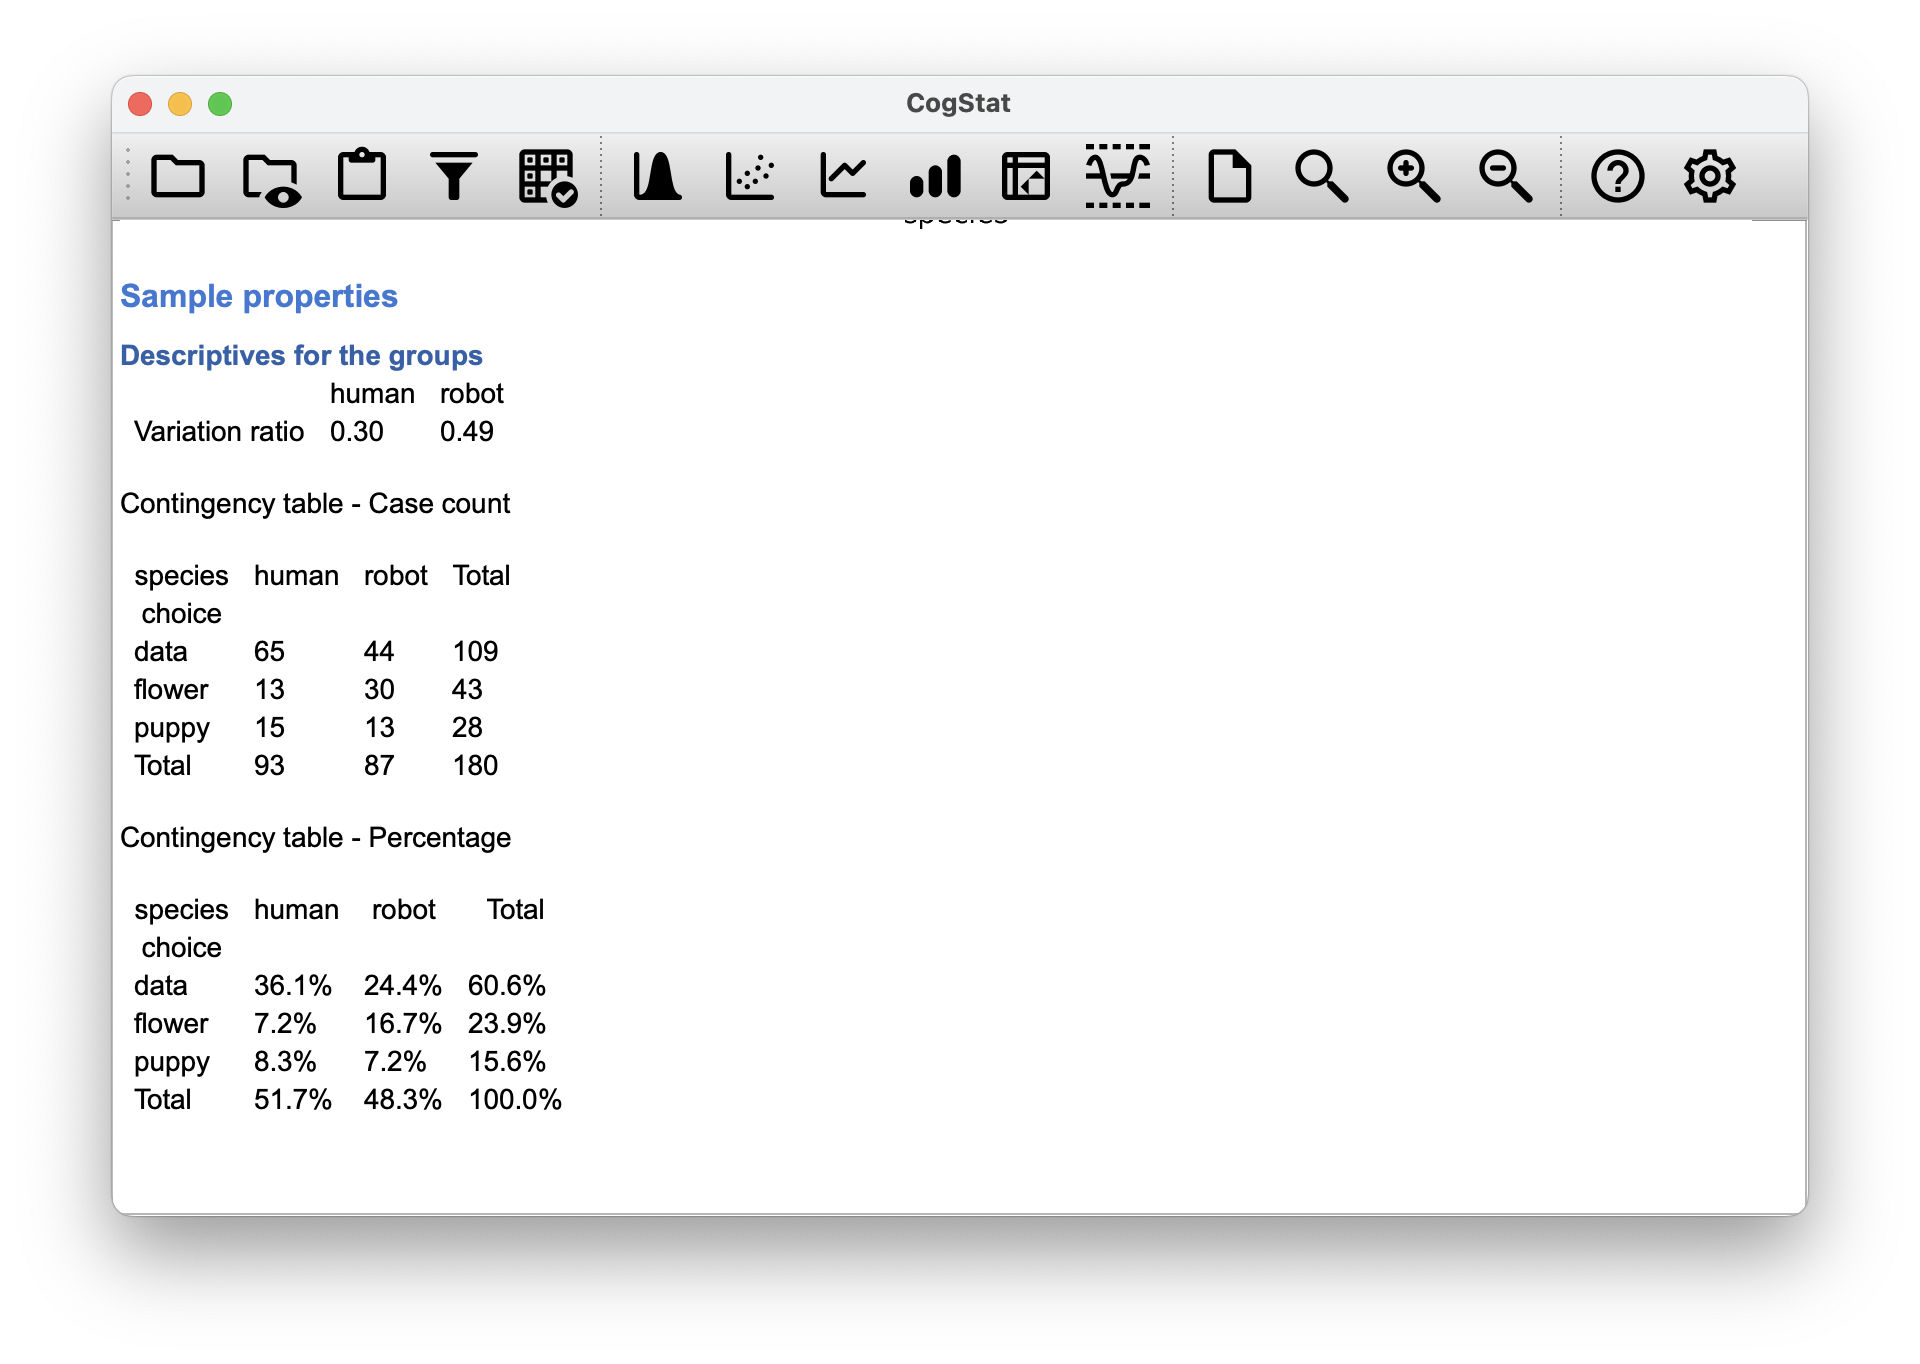 CogStat
Sample properties
Descriptives for the groups
human robot
Variation ratio 0.30 0.49
Contingency table - Case count
species human robot Total
choice
data 65 44 109
flower 13 30 43
puppy 15 13 28
Total 93 87 180
Contingency table - Percentage
species human robot Total
choice
data 36.1% 24.4% 60.6%
flower 7.2% 16.7% 23.9%
puppy 8.3% 7.2% 15.6%
Total 51.7% 48.3% 100.0%